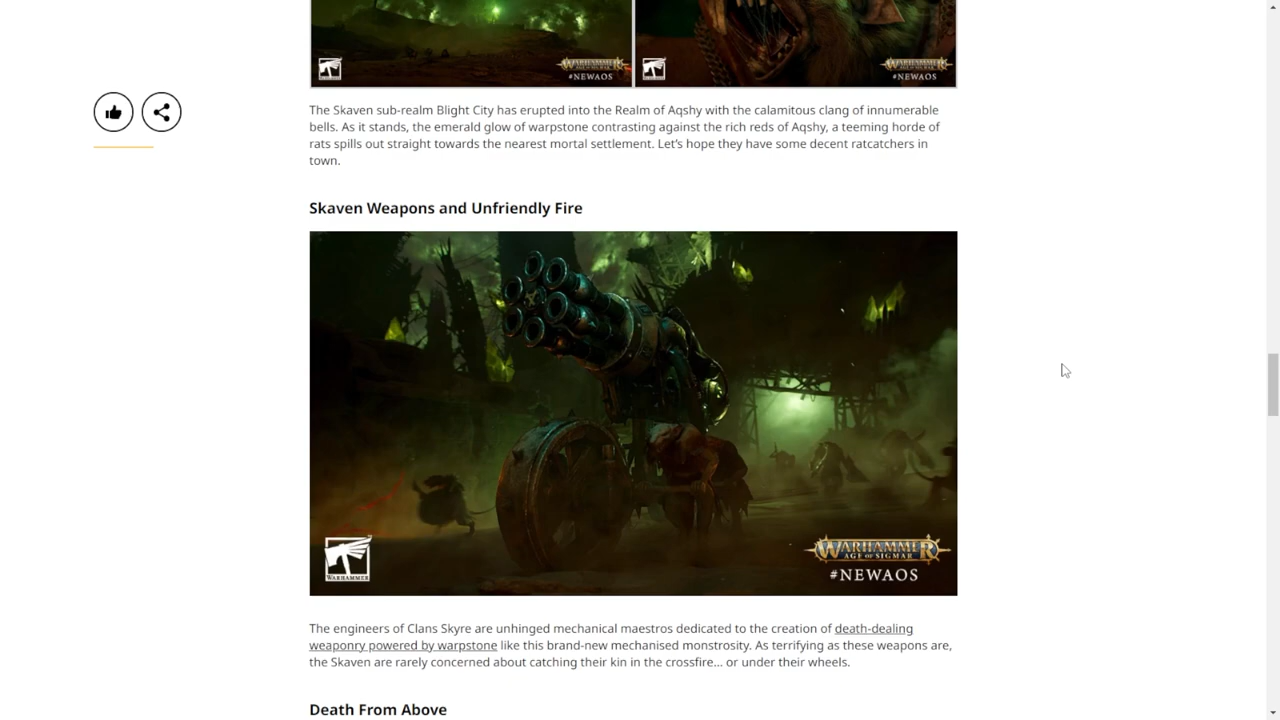 WARHAMMER
AGE OF SIGMAR
#NEWAOS
WARHAMMER
AGE OF SIGMAR
#NEWAOS
The Skaven sub-realm Blight City has erupted into the Realm of Aqshy with the calamitous clang of innumerable
bells. As it stands, the emerald glow of warpstone contrasting against the rich reds of Aqshy, a teeming horde of
rats spills out straight towards the nearest mortal settlement. Let’s hope they have some decent ratcatchers in
town.
Skaven Weapons and Unfriendly Fire
WARHAMMER
WARHAMMER
AGE OF SIGMAR
#NEWAOS
The engineers of Clans Skyre are unhinged mechanical maestros dedicated to the creation of death-dealing
weaponry powered by warpstone like this brand-new mechanised monstrosity. As terrifying as these weapons are,
the Skaven are rarely concerned about catching their kin in the crossfire… or under their wheels.
Death From Above